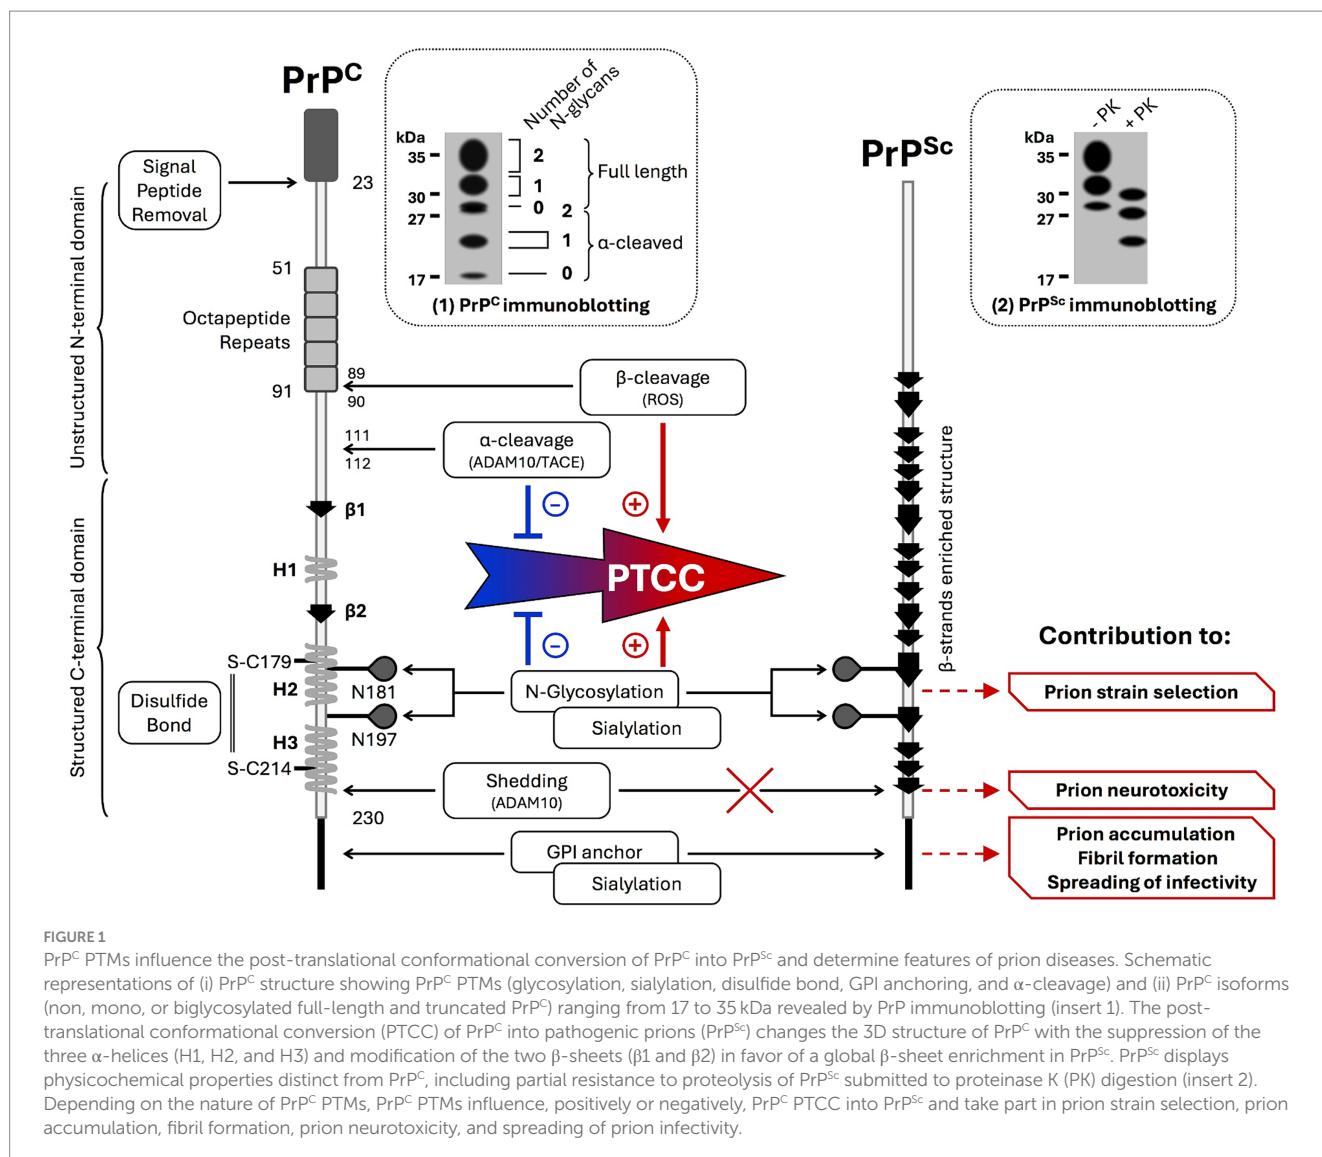 PrPC
Signal
Peptide
Removal
23
Unstructured N-terminal domain
51
Octapeptide
Repeats
91
89
90
111
112
β-cleavage
(ROS)
α-cleavage
(ADAM10/TACE)
kDa
35
30
27
17
Number of
N-glycans
2
1
0
2
1
0
Full length
α-cleaved
(1) PrPC immunoblotting
PrPSc
kDa
- PK
+ PK
35
30
27
17
(2) PrPSc immunoblotting
Structured C-terminal domain
β1
H1
β2
S-C179
H2
N181
Disulfide
Bond
N197
H3
S-C214
230
−
+
PTCC
−
+
N-Glycosylation
Sialylation
Shedding
(ADAM10)
GPI anchor
Sialylation
β-strands enriched structure
Contribution to:
Prion strain selection
Prion neurotoxicity
Prion accumulation
Fibril formation
Spreading of infectivity
FIGURE 1
PrPC PTMs influence the post-translational conformational conversion of PrPC into PrPSc and determine features of prion diseases. Schematic
representations of (i) PrPC structure showing PrPC PTMs (glycosylation, sialylation, disulfide bond, GPI anchoring, and α-cleavage) and (ii) PrPC isoforms
(non, mono, or biglycosylated full-length and truncated PrPC) ranging from 17 to 35 kDa revealed by PrP immunoblotting (insert 1). The post-
translational conformational conversion (PTCC) of PrPC into pathogenic prions (PrPSc) changes the 3D structure of PrPC with the suppression of the
three α-helices (H1, H2, and H3) and modification of the two β-sheets (β1 and β2) in favor of a global β-sheet enrichment in PrPSc. PrPSc displays
physicochemical properties distinct from PrPC, including partial resistance to proteolysis of PrPSc submitted to proteinase K (PK) digestion (insert 2).
Depending on the nature of PrPC PTMs, PrPC PTMs influence, positively or negatively, PrPC PTCC into PrPSc and take part in prion strain selection, prion
accumulation, fibril formation, prion neurotoxicity, and spreading of prion infectivity.